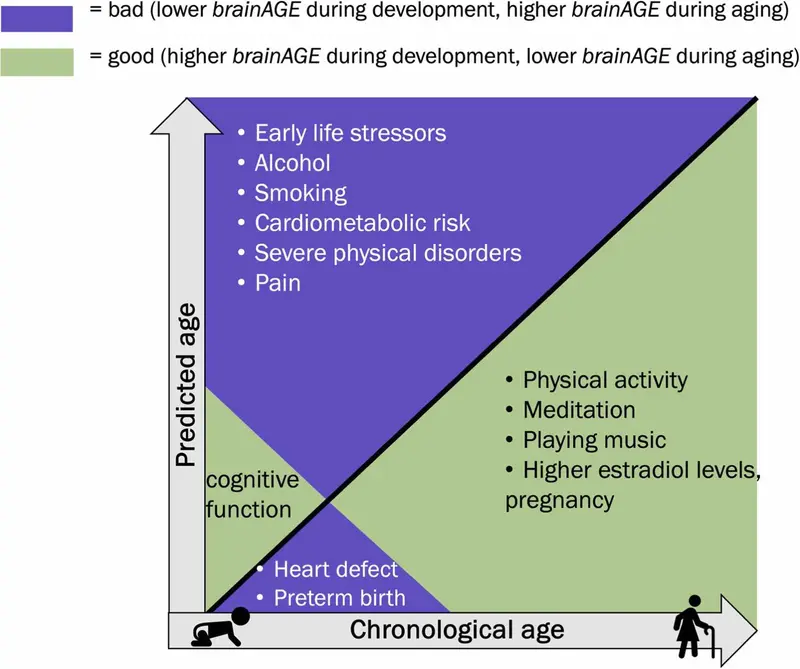 = bad (lower brainAGE during development, higher brainAGE during aging)
= good (higher brainAGE during development, lower brainAGE during aging)
• Early life stressors
• Alcohol
• Smoking
• Cardiometabolic risk
• Severe physical disorders
• Pain
Predicted age
• Physical activity
• Meditation
• Playing music
• Higher estradiol levels,
pregnancy
cognitive
function
• Heart defect
• Preterm birth
Chronological age